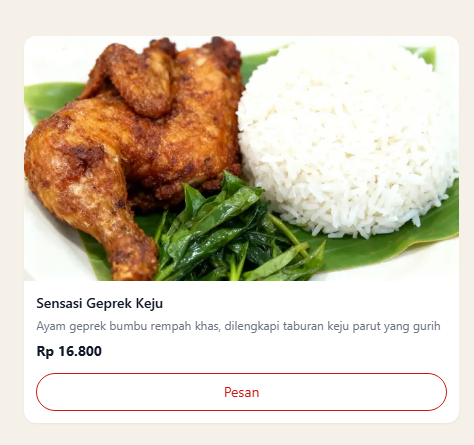 Sensasi Geprek Keju
Ayam geprek bumbu rempah khas, dilengkapi taburan keju parut yang gurih
Rp 16.800
Pesan